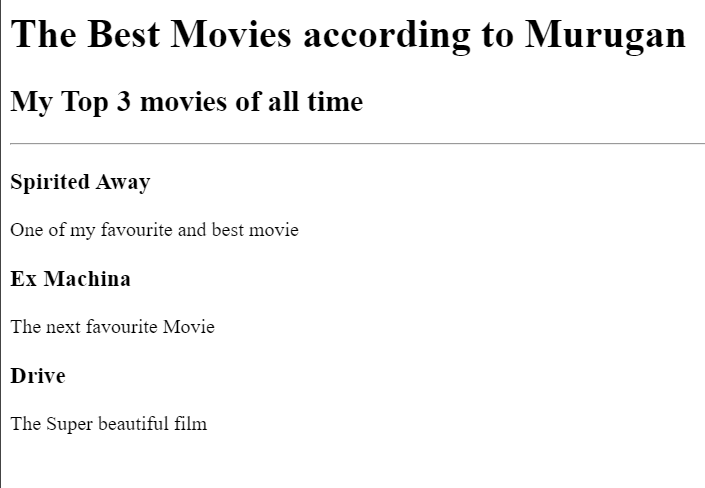 The Best Movies according to Murugan
My Top 3 movies of all time
Spirited Away
One of my favourite and best movie
Ex Machina
The next favourite Movie
Drive
The Super beautiful film